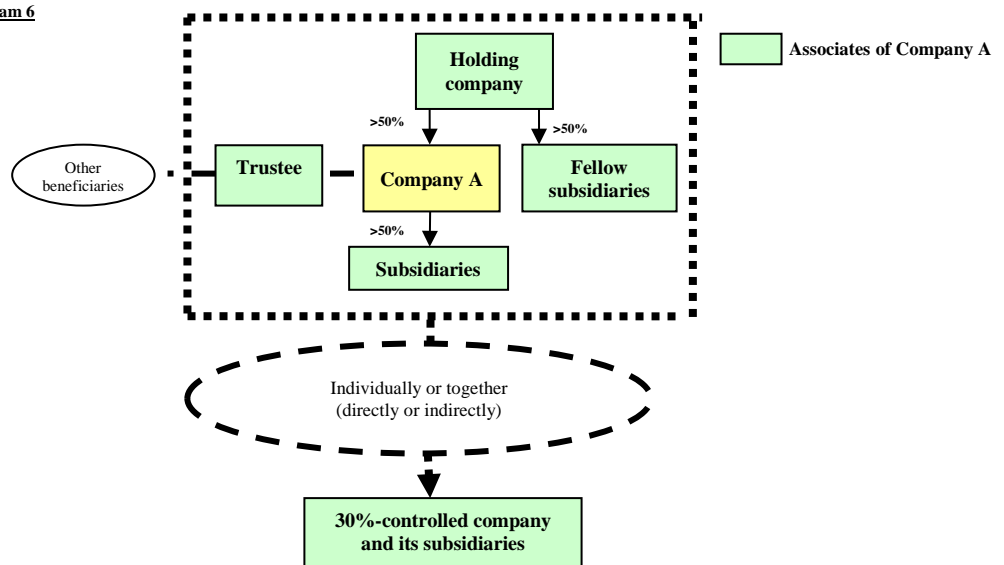 am 6
Associates of Company A
Holding
company
>50%
>50%
Other
beneficiaries
Trustee
Company A
Fellow
subsidiaries
>50%
Subsidiaries
Individually or together
(directly or indirectly)
30%-controlled company
and its subsidiaries